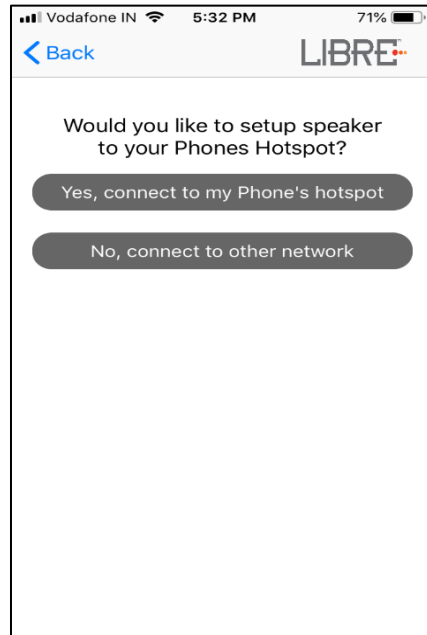 Vodafone IN 5:32 PM 71%
Back LIBRE
Would you like to setup speaker
to your Phones Hotspot?
Yes, connect to my Phone's hotspot
No, connect to other network